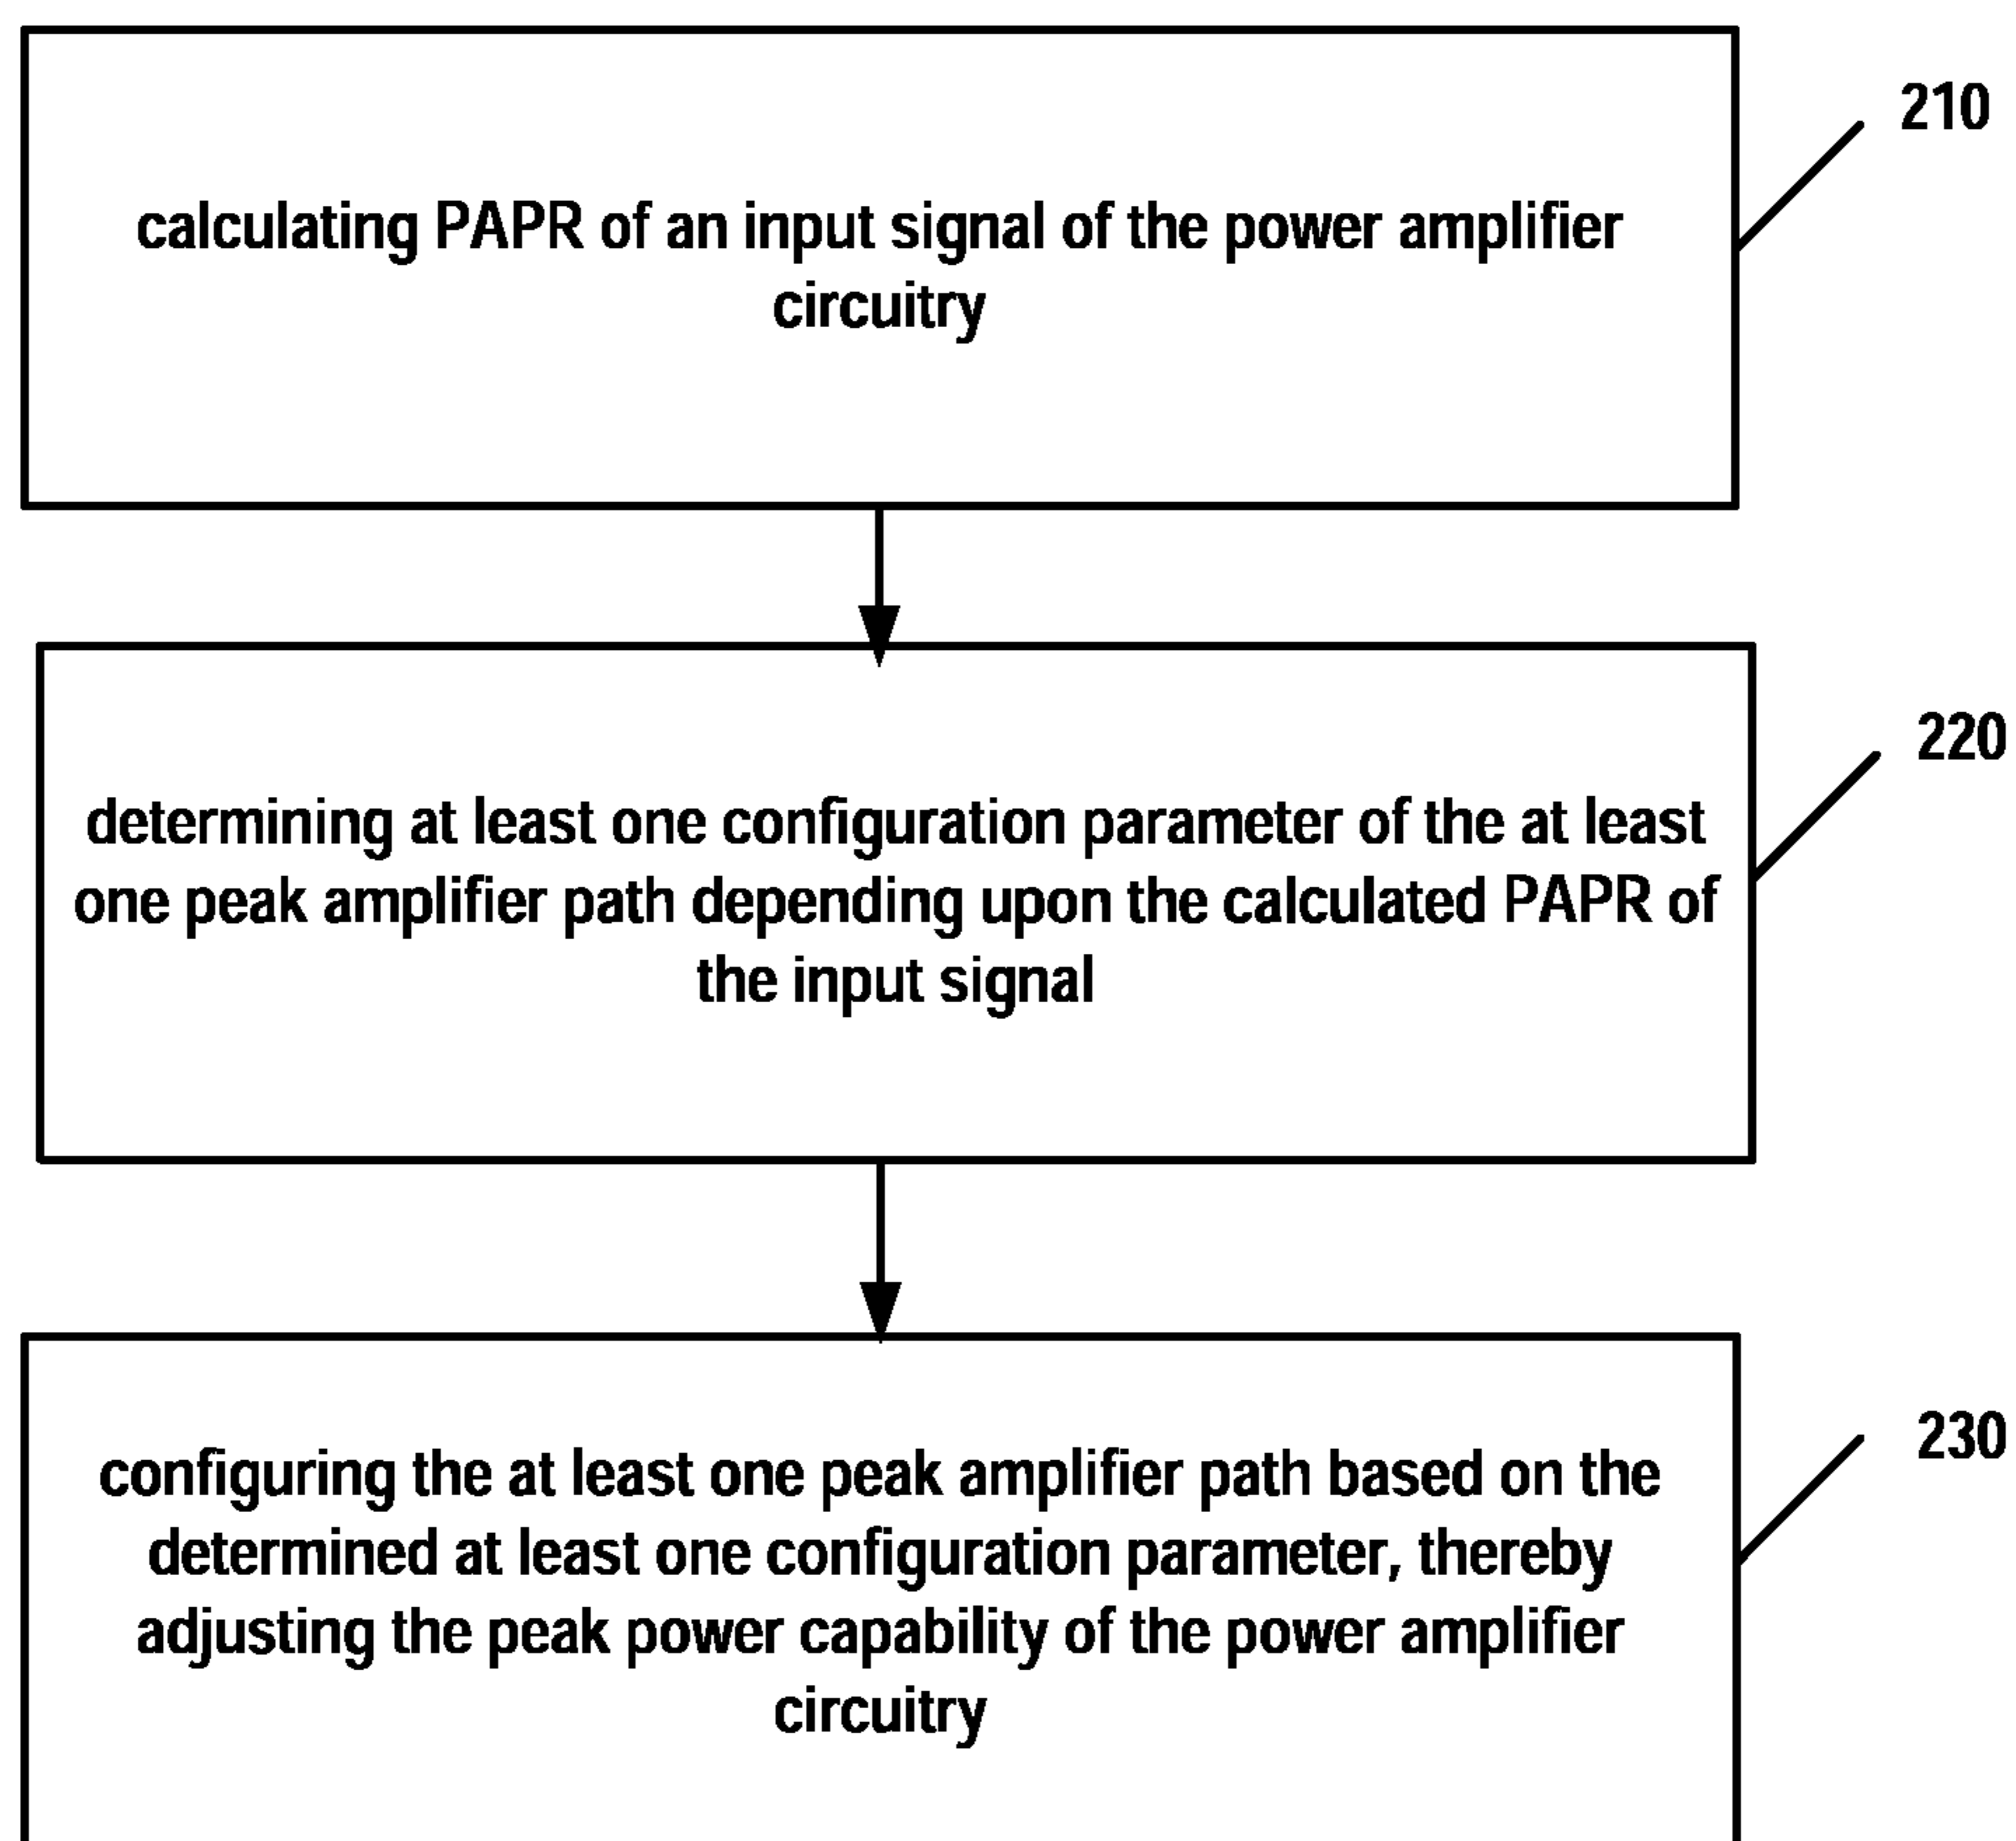 210
calculating PAPR of an input signal of the power amplifier
circuitry
220
determining at least one configuration parameter of the at least
one peak amplifier path depending upon the calculated PAPR of
the input signal
230
configuring the at least one peak amplifier path based on the
determined at least one configuration parameter, thereby
adjusting the peak power capability of the power amplifier
circuitry